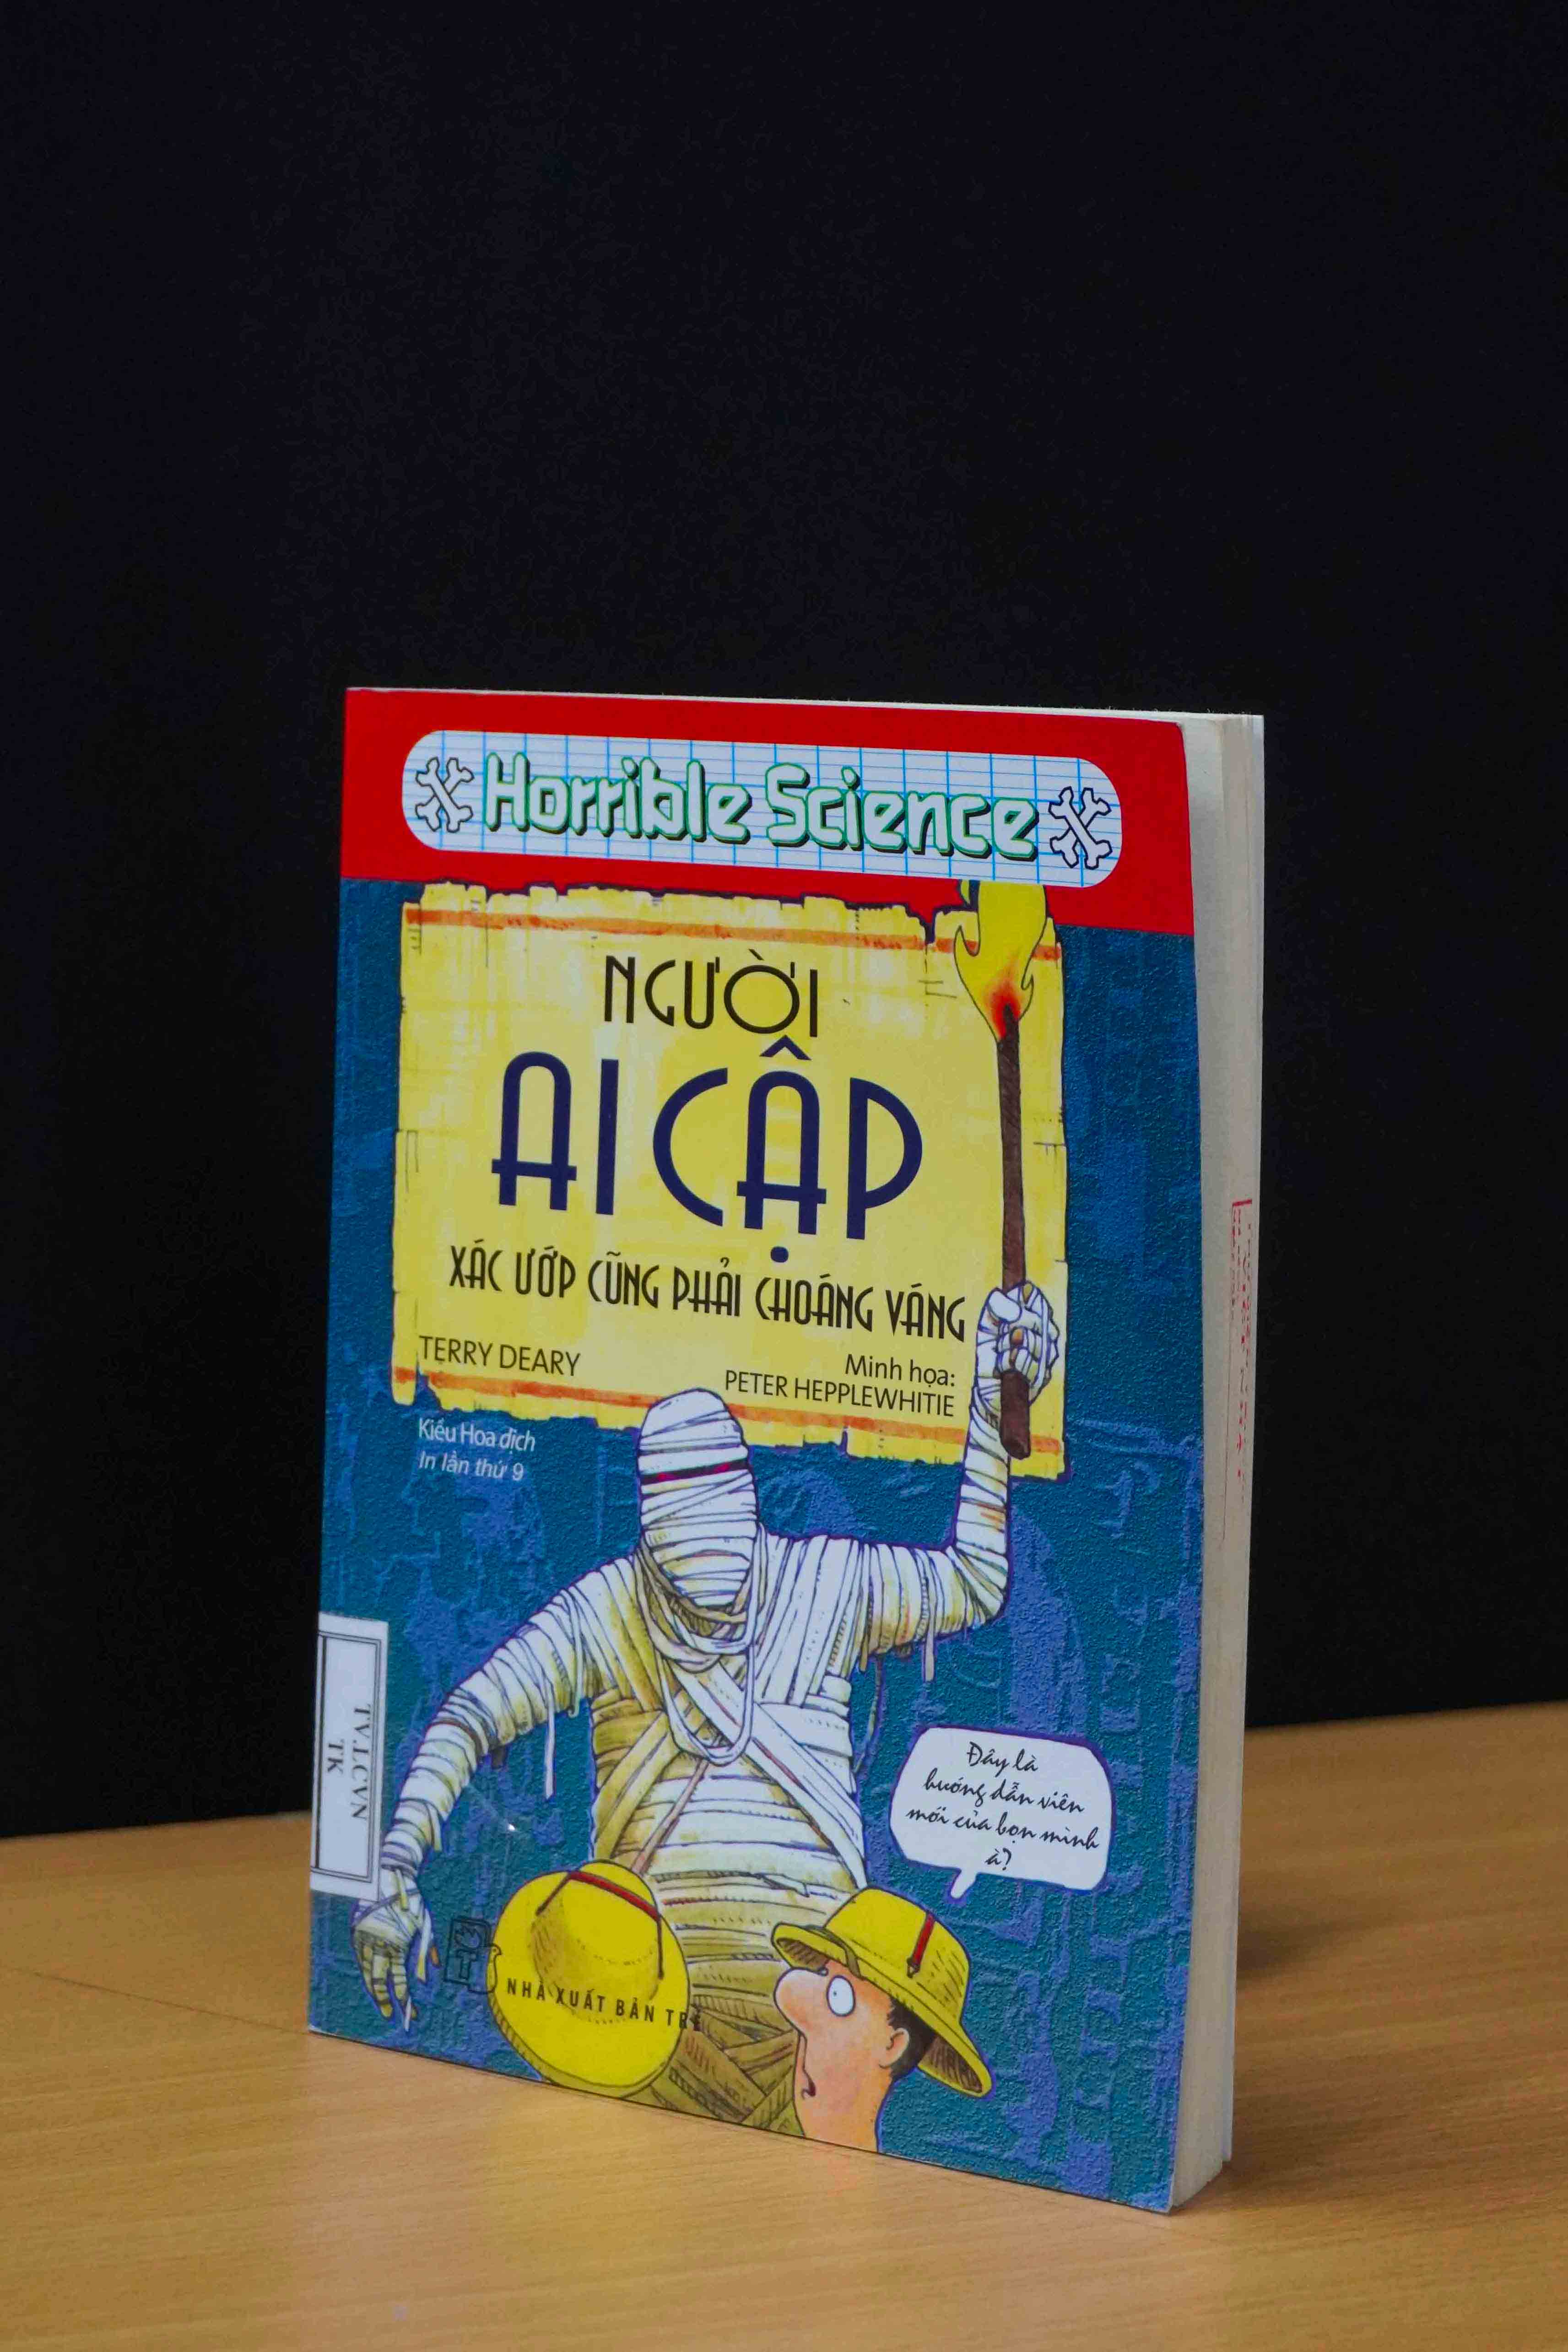 Horrible Science
NGƯỜI
AI CẬP
XÁC ƯỚP CŨNG PHẢI CHOÁNG VÁNG
TERRY DEARY
Minh họa:
PETER HEPPLEWHITIE
Kiều Hoa dịch
In lần thứ 9
Đây là
hướng dẫn viên
mới của bọn mình
à?
TV.T.CVN
TK
NHÀ XUẤT BẢN TRẺ